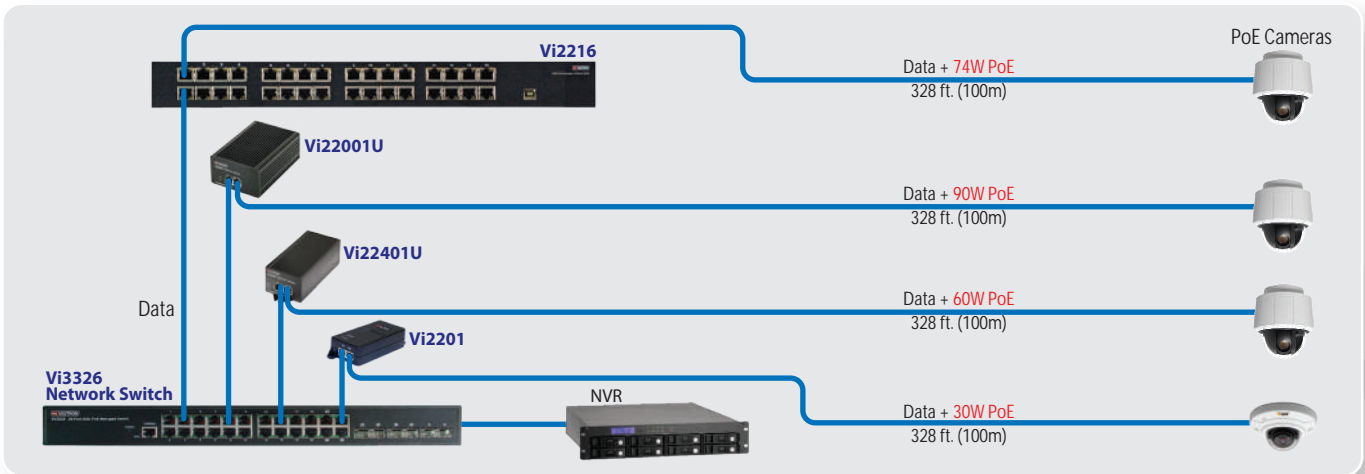 PoE Cameras
Vi2216
Data + 74W PoE
328 ft. (100m)
Vi22001U
Data + 90W PoE
328 ft. (100m)
Vi22401U
Data + 60W PoE
328 ft. (100m)
Data
Vi2201
Vi3326
Network Switch
NVR
Data + 30W PoE
328 ft. (100m)